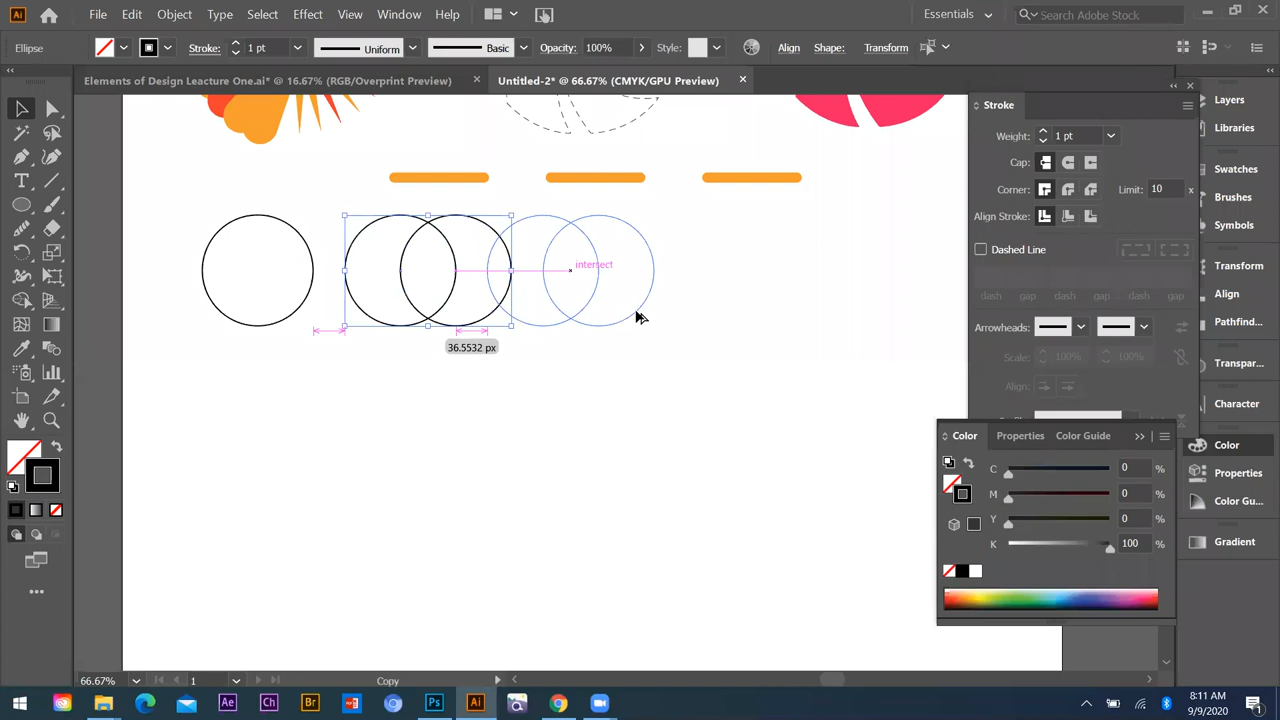 Ai File Edit Object Type Select Effect View Window Help Essentials Search Adobe Stock
Ellipse Stroke: 1 pt Uniform Basic Opacity: 100% Style: Align Shape: Transform
Elements of Design Leacture One.ai* @ 16.67% (RGB/Overprint Preview) × Untitled-2* @ 66.67% (CMYK/GPU Preview) ×
Stroke
Weight: 1 pt
Cap:
Corner: Limit: 10 x
Align Stroke:
Dashed Line
dash gap dash gap dash gap
Arrowheads:
Scale: 100% 100%
Align:
Layers
Libraries
Swatches
Brushes
Symbols
Transform
Align
Pathfind...
Transpar...
Character
Color
Properties
Color Gu...
Gradient
intersect
36.5532 px
Color Properties Color Guide
C 0 %
M 0 %
Y 0 %
K 100 %
66.67% 1 Copy
Ae Ch Br Ps Ai
8:11 AM
9/9/2020